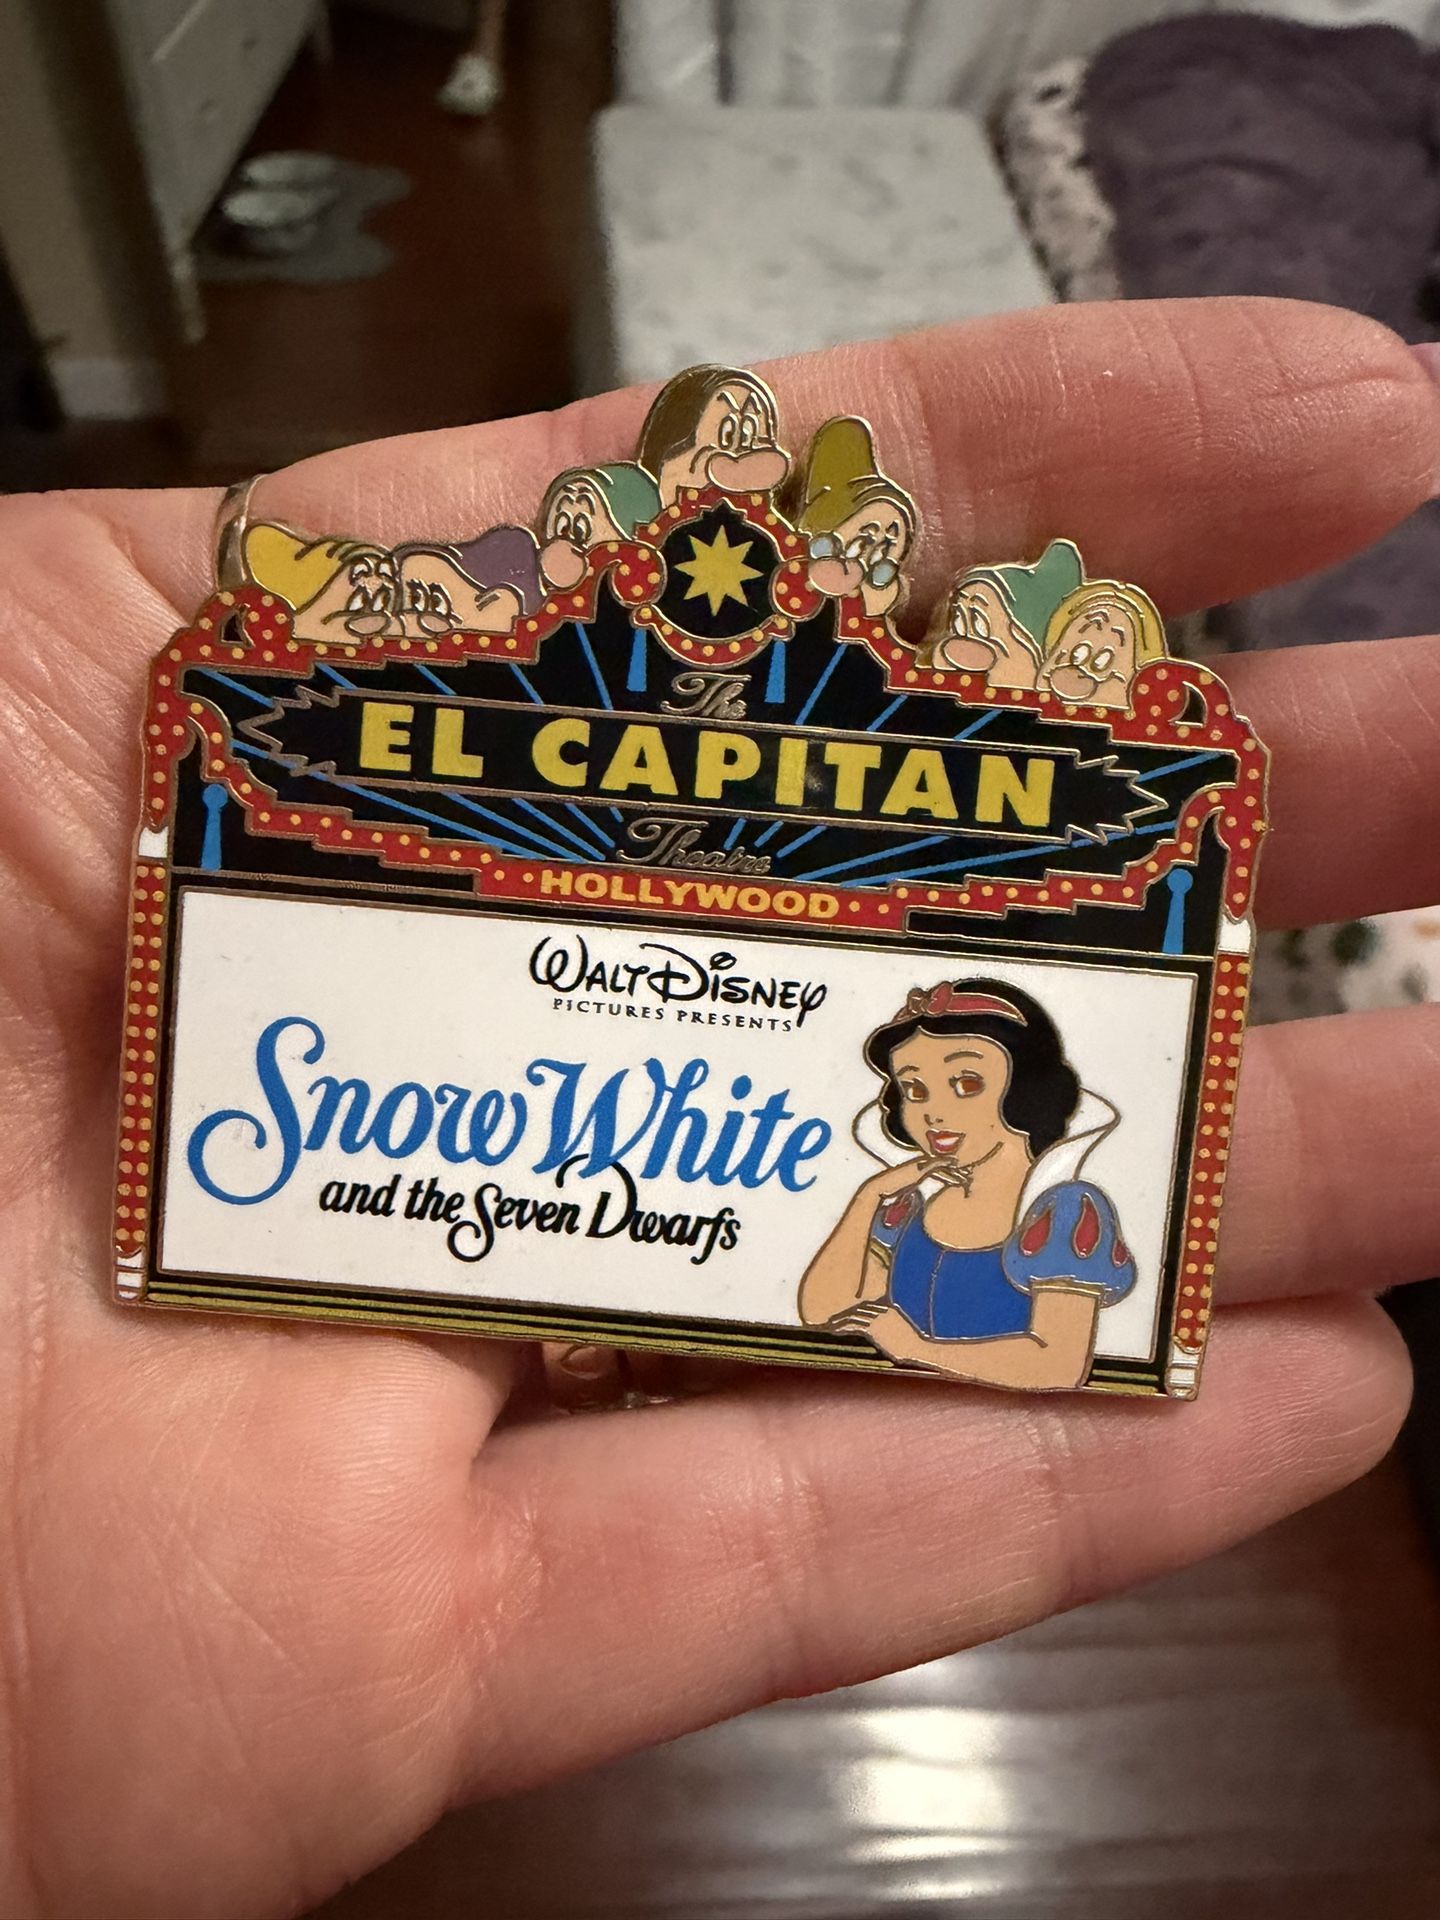 The
EL CAPITAN
Theatre
HOLLYWOOD
WALT DISNEY
PICTURES PRESENTS
Snow White
and the Seven Dwarfs